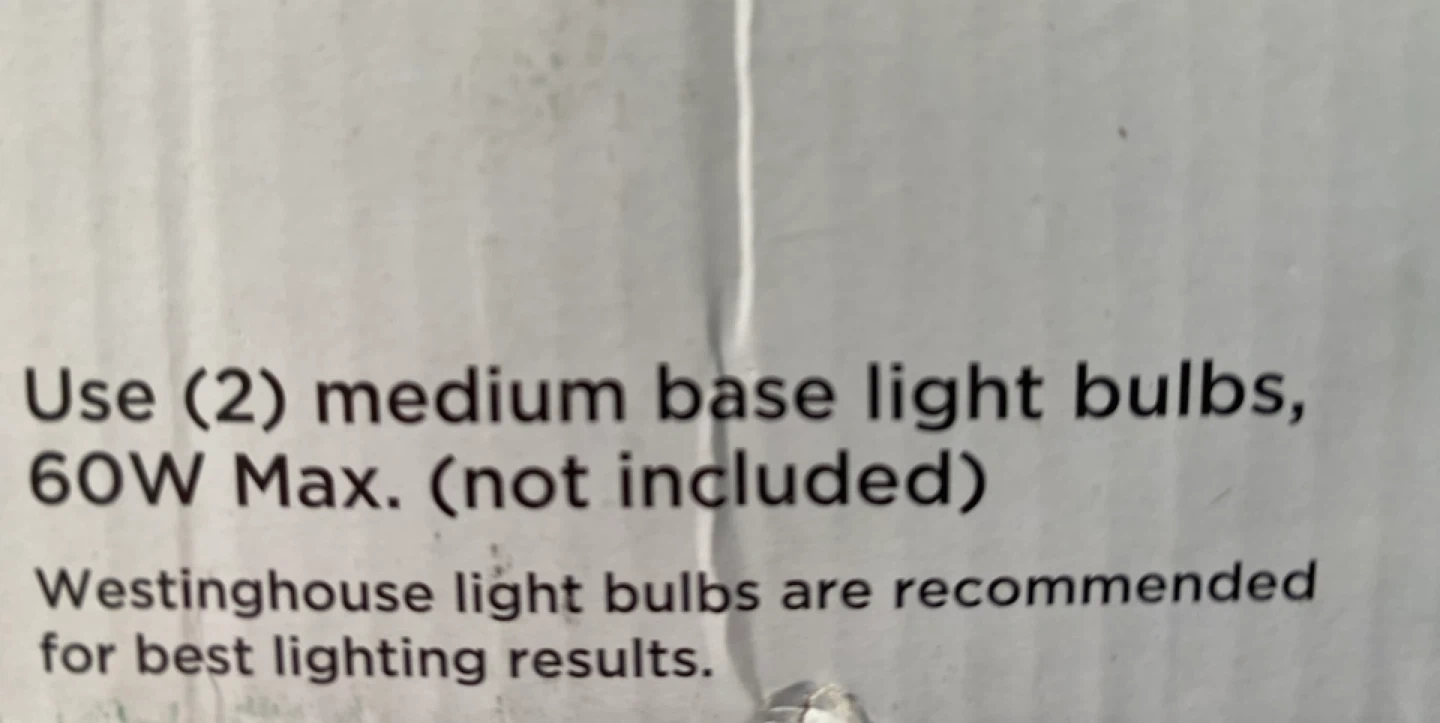 Use (2) medium base light bulbs,
60W Max. (not included)
Westinghouse light bulbs are recommended
for best lighting results.